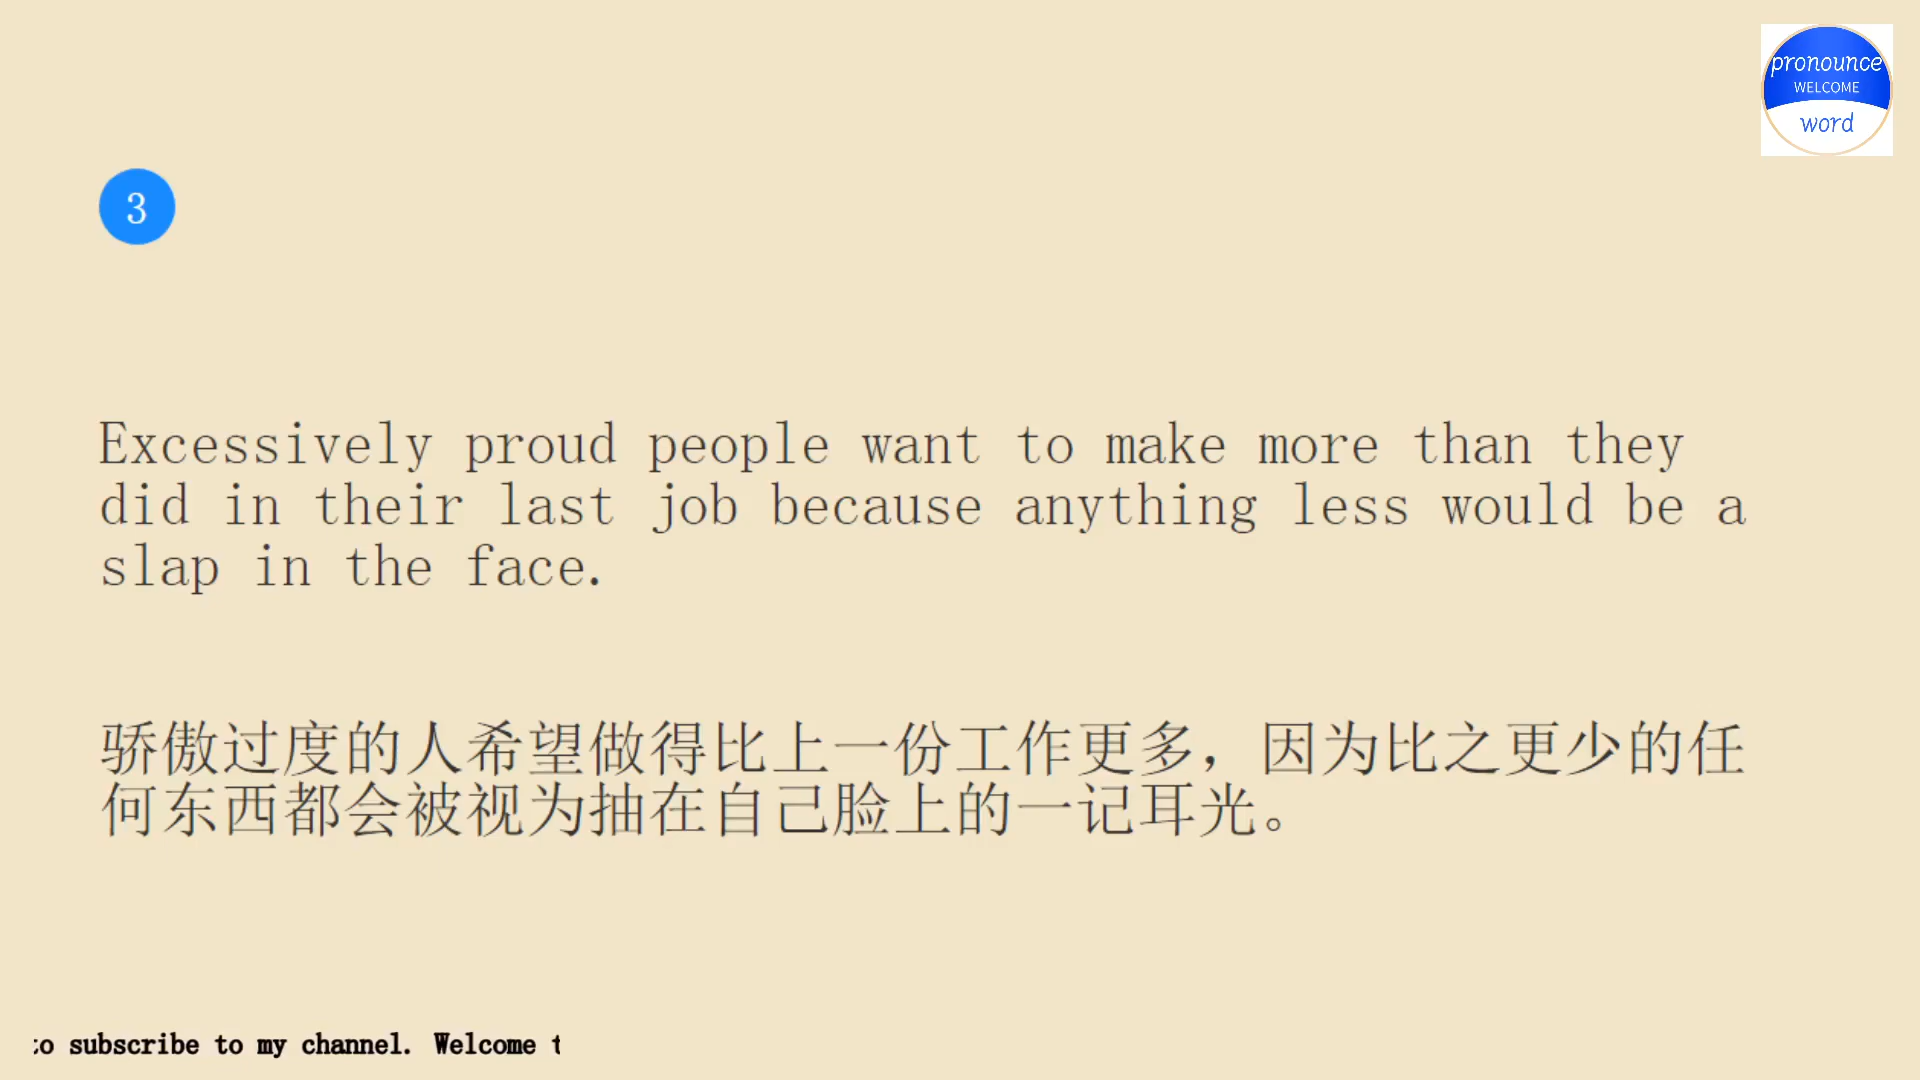 pronounce
WELCOME
word
3
Excessively proud people want to make more than they
did in their last job because anything less would be a
slap in the face.
骄傲过度的人希望做得比上一份工作更多，因为比之更少的任
何东西都会被视为抽在自己脸上的一记耳光。
to subscribe to my channel. Welcome t